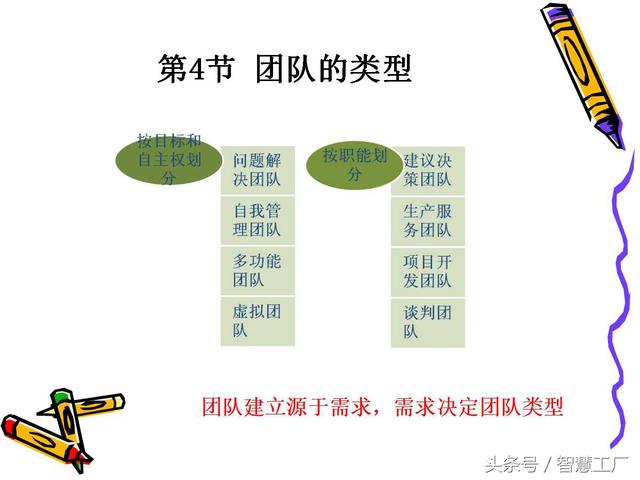 第4节 团队的类型
按目标和
自主权划
分
问题解
决团队
自我管
理团队
多功能
团队
虚拟团
队
按职能划
分
建议决
策团队
生产服
务团队
项目开
发团队
谈判团
队
团队建立源于需求，需求决定团队类型
头条号／智慧工厂